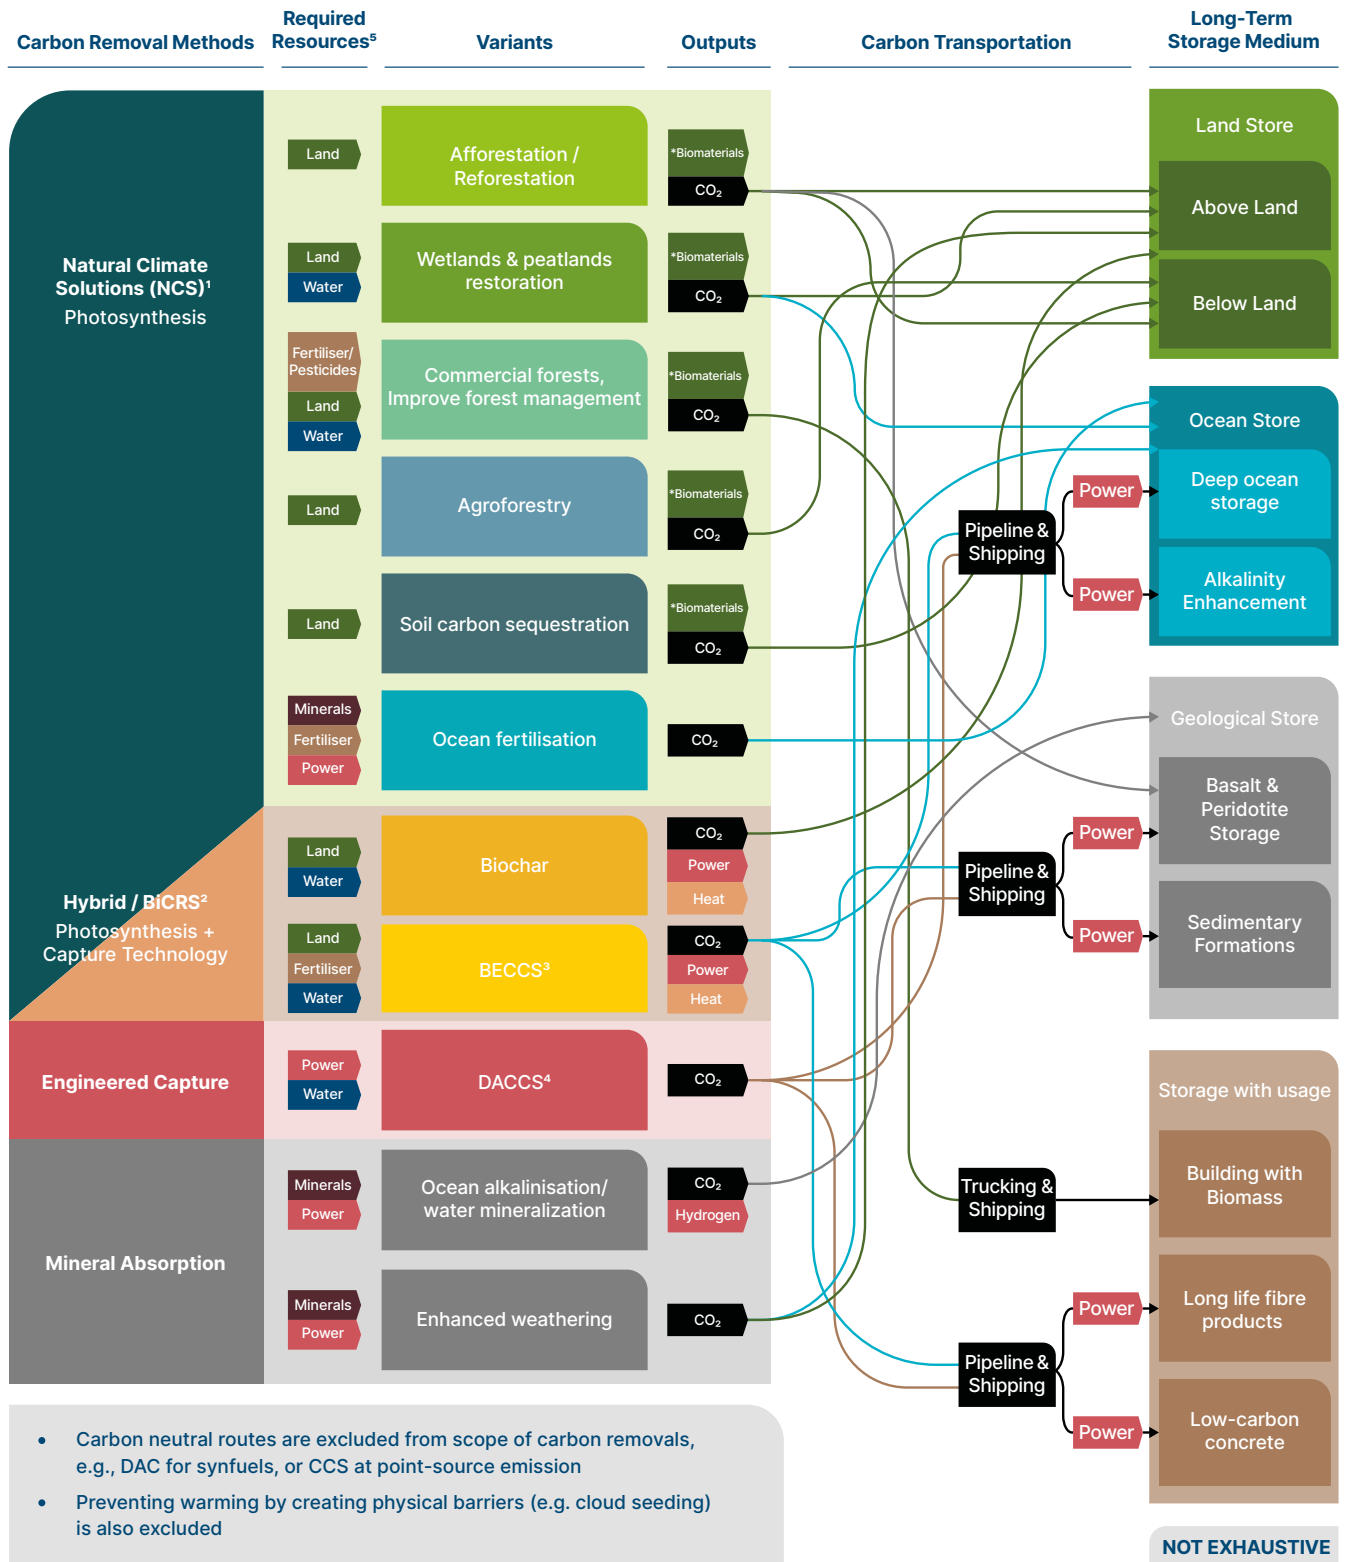 Carbon Removal Methods
Required
Resources⁵
Variants
Outputs
Carbon Transportation
Long-Term
Storage Medium
Natural Climate
Solutions (NCS)¹
Photosynthesis
Land
Afforestation /
Reforestation
*Biomaterials
CO₂
Land
Water
Wetlands & peatlands
restoration
*Biomaterials
CO₂
Fertiliser/
Pesticides
Land
Water
Commercial forests,
Improve forest management
*Biomaterials
CO₂
Land
Agroforestry
*Biomaterials
CO₂
Land
Soil carbon sequestration
*Biomaterials
CO₂
Minerals
Fertiliser
Power
Ocean fertilisation
CO₂
Hybrid / BiCRS²
Photosynthesis +
Capture Technology
Land
Water
Biochar
CO₂
Power
Heat
Land
Fertiliser
Water
BECCS³
CO₂
Power
Heat
Engineered Capture
Power
Water
DACCS⁴
CO₂
Mineral Absorption
Minerals
Power
Ocean alkalinisation/
water mineralization
CO₂
Hydrogen
Minerals
Power
Enhanced weathering
CO₂
Pipeline &
Shipping
Power
Power
Pipeline &
Shipping
Power
Power
Trucking &
Shipping
Pipeline &
Shipping
Power
Power
Land Store
Above Land
Below Land
Ocean Store
Deep ocean
storage
Alkalinity
Enhancement
Geological Store
Basalt &
Peridotite
Storage
Sedimentary
Formations
Storage with usage
Building with
Biomass
Long life fibre
products
Low-carbon
concrete
• Carbon neutral routes are excluded from scope of carbon removals,
e.g., DAC for synfuels, or CCS at point-source emission
• Preventing warming by creating physical barriers (e.g. cloud seeding)
is also excluded
NOT EXHAUSTIVE